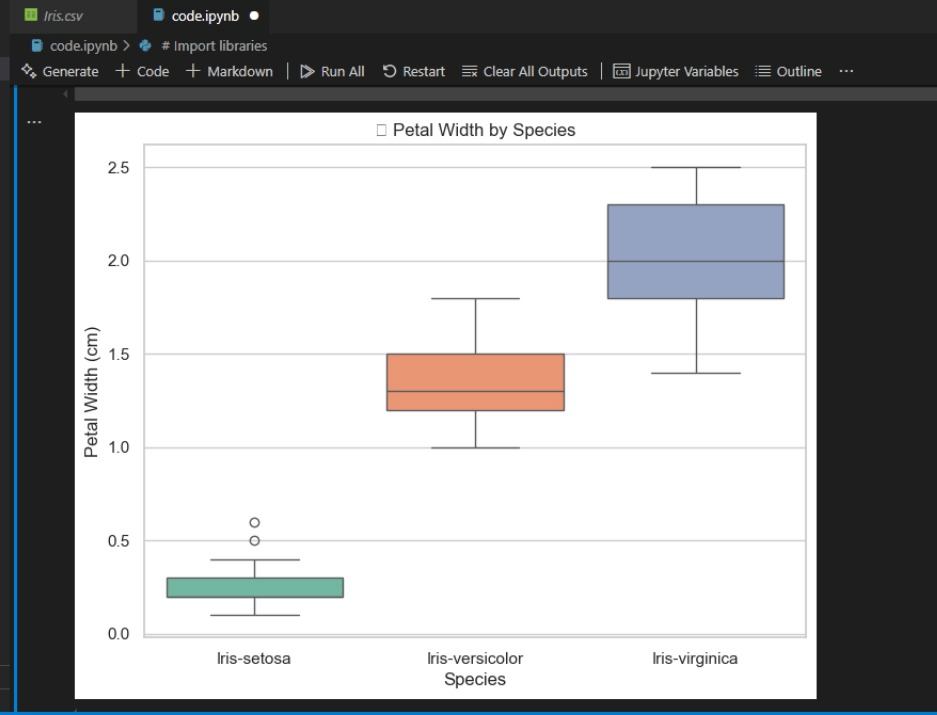 Iris.csv code.ipynb
code.ipynb > # Import libraries
Generate + Code + Markdown | Run All Restart Clear All Outputs | Jupyter Variables Outline ...
...
□ Petal Width by Species
2.5
2.0
1.5
1.0
0.5
0.0
Petal Width (cm)
Iris-setosa Iris-versicolor Iris-virginica
Species